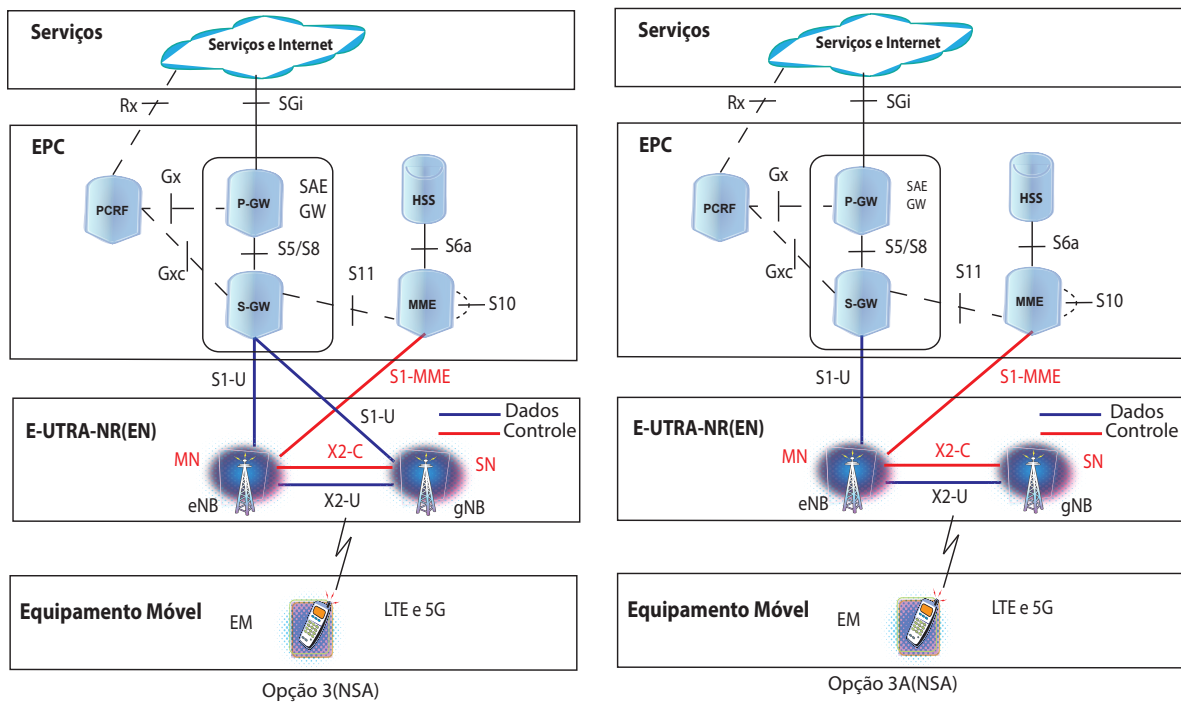 Serviços
Serviços e Internet
Rx
SGi
EPC
PCRF
Gx
P-GW
SAE
GW
HSS
Gxc
S5/S8
S6a
S11
S-GW
MME
S10
S1-U
S1-MME
S1-U
Dados
Controle
E-UTRA-NR(EN)
MN
X2-C
SN
eNB
X2-U
gNB
Equipamento Móvel
EM
LTE e 5G
Opção 3(NSA)
Serviços
Serviços e Internet
Rx
SGi
EPC
PCRF
Gx
P-GW
SAE
GW
HSS
Gxc
S5/S8
S6a
S11
S-GW
MME
S10
S1-U
S1-MME
Dados
Controle
E-UTRA-NR(EN)
MN
X2-C
SN
eNB
X2-U
gNB
Equipamento Móvel
EM
LTE e 5G
Opção 3A(NSA)